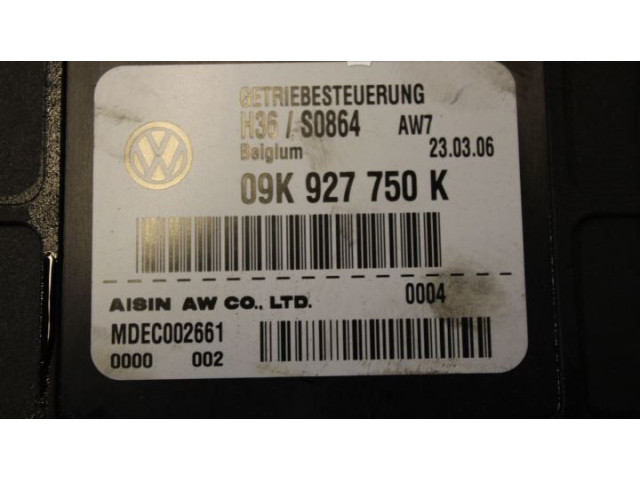 GETRIEBESTEUERUNG
H36 / S0864 AW7
Belgium 23.03.06
VW
09K 927 750 K
AISIN AW CO., LTD. 0004
MDEC002661
0000 002